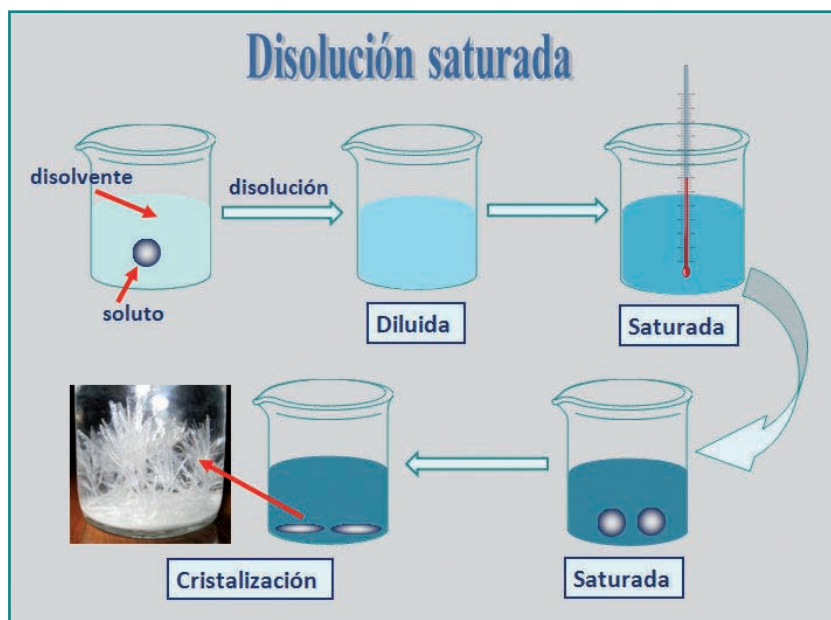 Disolución saturada
disolvente
disolución
soluto
Diluida
Saturada
Cristalización
Saturada